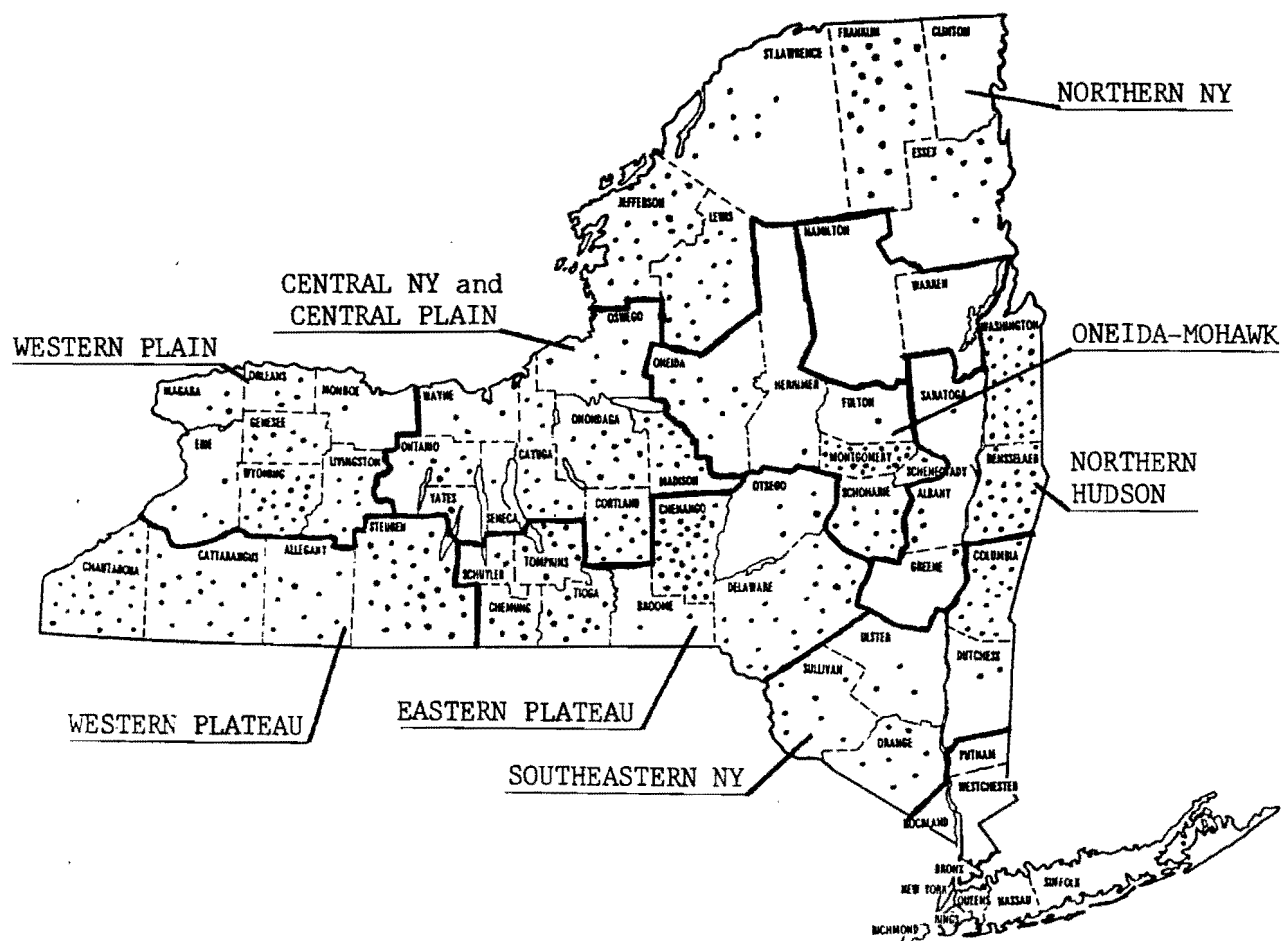 FRANKLIN
CLINTON
ST.LAWRENCE
NORTHERN NY
ESSEX
JEFFERSON
LEWIS
HAMILTON
CENTRAL NY and
CENTRAL PLAIN
WARREN
OSWEGO
WASHINGTON
ONEIDA-MOHAWK
WESTERN PLAIN
ONEIDA
ORLEANS
NIAGARA
MONROE
WAYNE
HERKIMER
SARATOGA
FULTON
GENESEE
ONONDAGA
ERIE
ONTARIO
CAYUGA
MONTGOMERY
LIVINGSTON
WYOMING
SCHENECTADY
RENSSELAER
NORTHERN
HUDSON
MADISON
OTSEGO
SCHOHARIE
ALBANY
YATES
CORTLAND
CHENANGO
SENECA
STEUBEN
ALLEGANY
CATTARAUGUS
COLUMBIA
TOMPKINS
GREENE
CHAUTAUQUA
SCHUYLER
DELAWARE
TIOGA
CHEMUNG
BROOME
ULSTER
DUTCHESS
SULLIVAN
EASTERN PLATEAU
WESTERN PLATEAU
ORANGE
PUTNAM
SOUTHEASTERN NY
WESTCHESTER
ROCKLAND
BRONX
NEW YORK
SUFFOLK
QUEENS
NASSAU
KINGS
RICHMOND